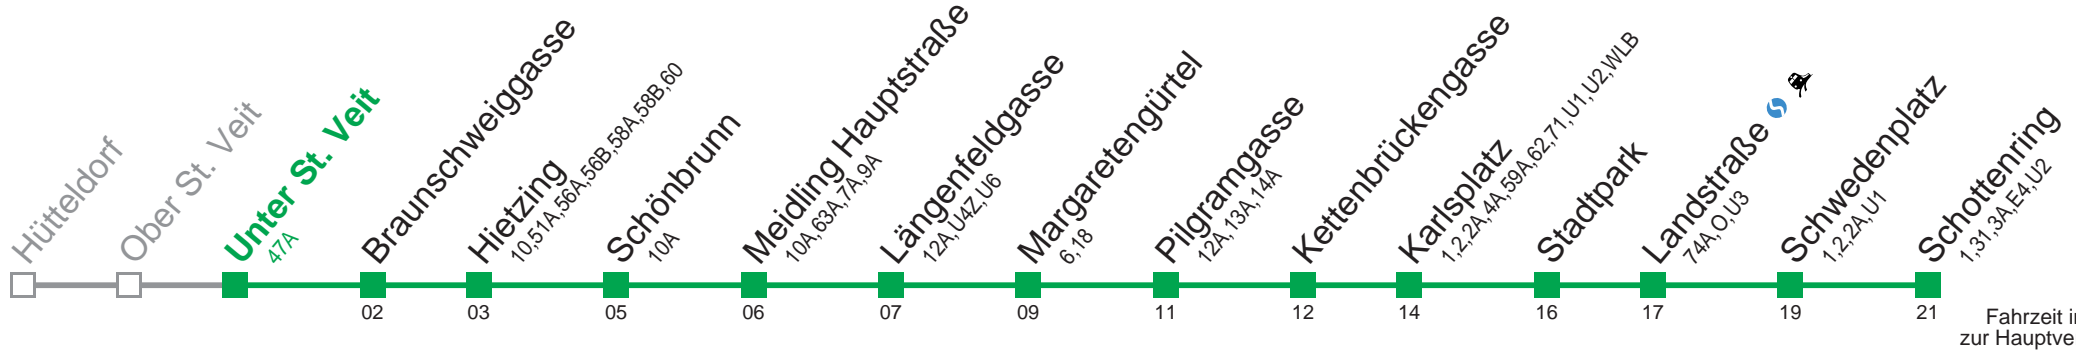 Hütteldorf
Ober St. Veit
Unter St. Veit
47A
Braunschweiggasse
02
Hietzing
10,51A,56A,56B,58A,58B,60
03
Schönbrunn
10A
05
Meidling Hauptstraße
10A,63A,7A,9A
06
Längenfeldgasse
12A,U4Z,U6
07
Margaretengürtel
6,18
09
Pilgramgasse
12A,13A,14A
11
Kettenbrückengasse
12
Karlsplatz
1,2,2A,4A,59A,62,71,U1,U2,WLB
14
Stadtpark
16
Landstraße
74A,O,U3
17
Schwedenplatz
1,2,2A,U1
19
Schottenring
1,31,3A,E4,U2
21
Fahrzeit
zur